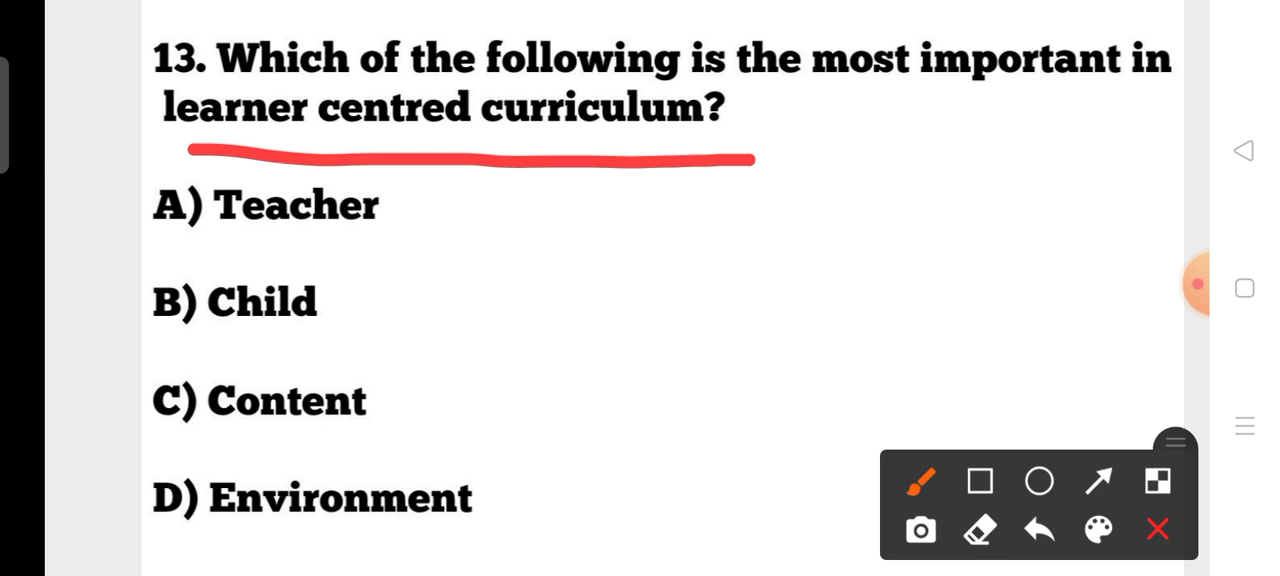 13. Which of the following is the most important in
learner centred curriculum?
A) Teacher
B) Child
C) Content
D) Environment